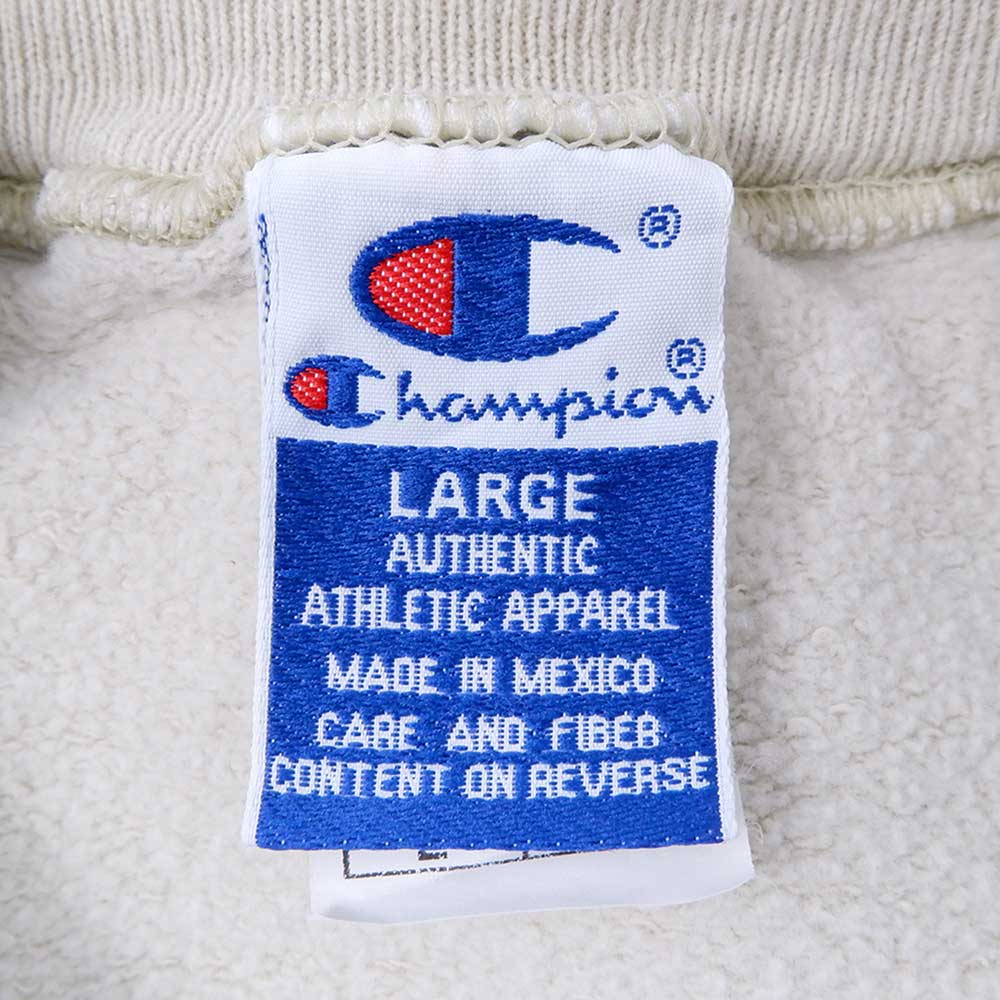 ®
Champion®
LARGE
AUTHENTIC
ATHLETIC APPAREL
MADE IN MEXICO
CARE AND FIBER
CONTENT ON REVERSE